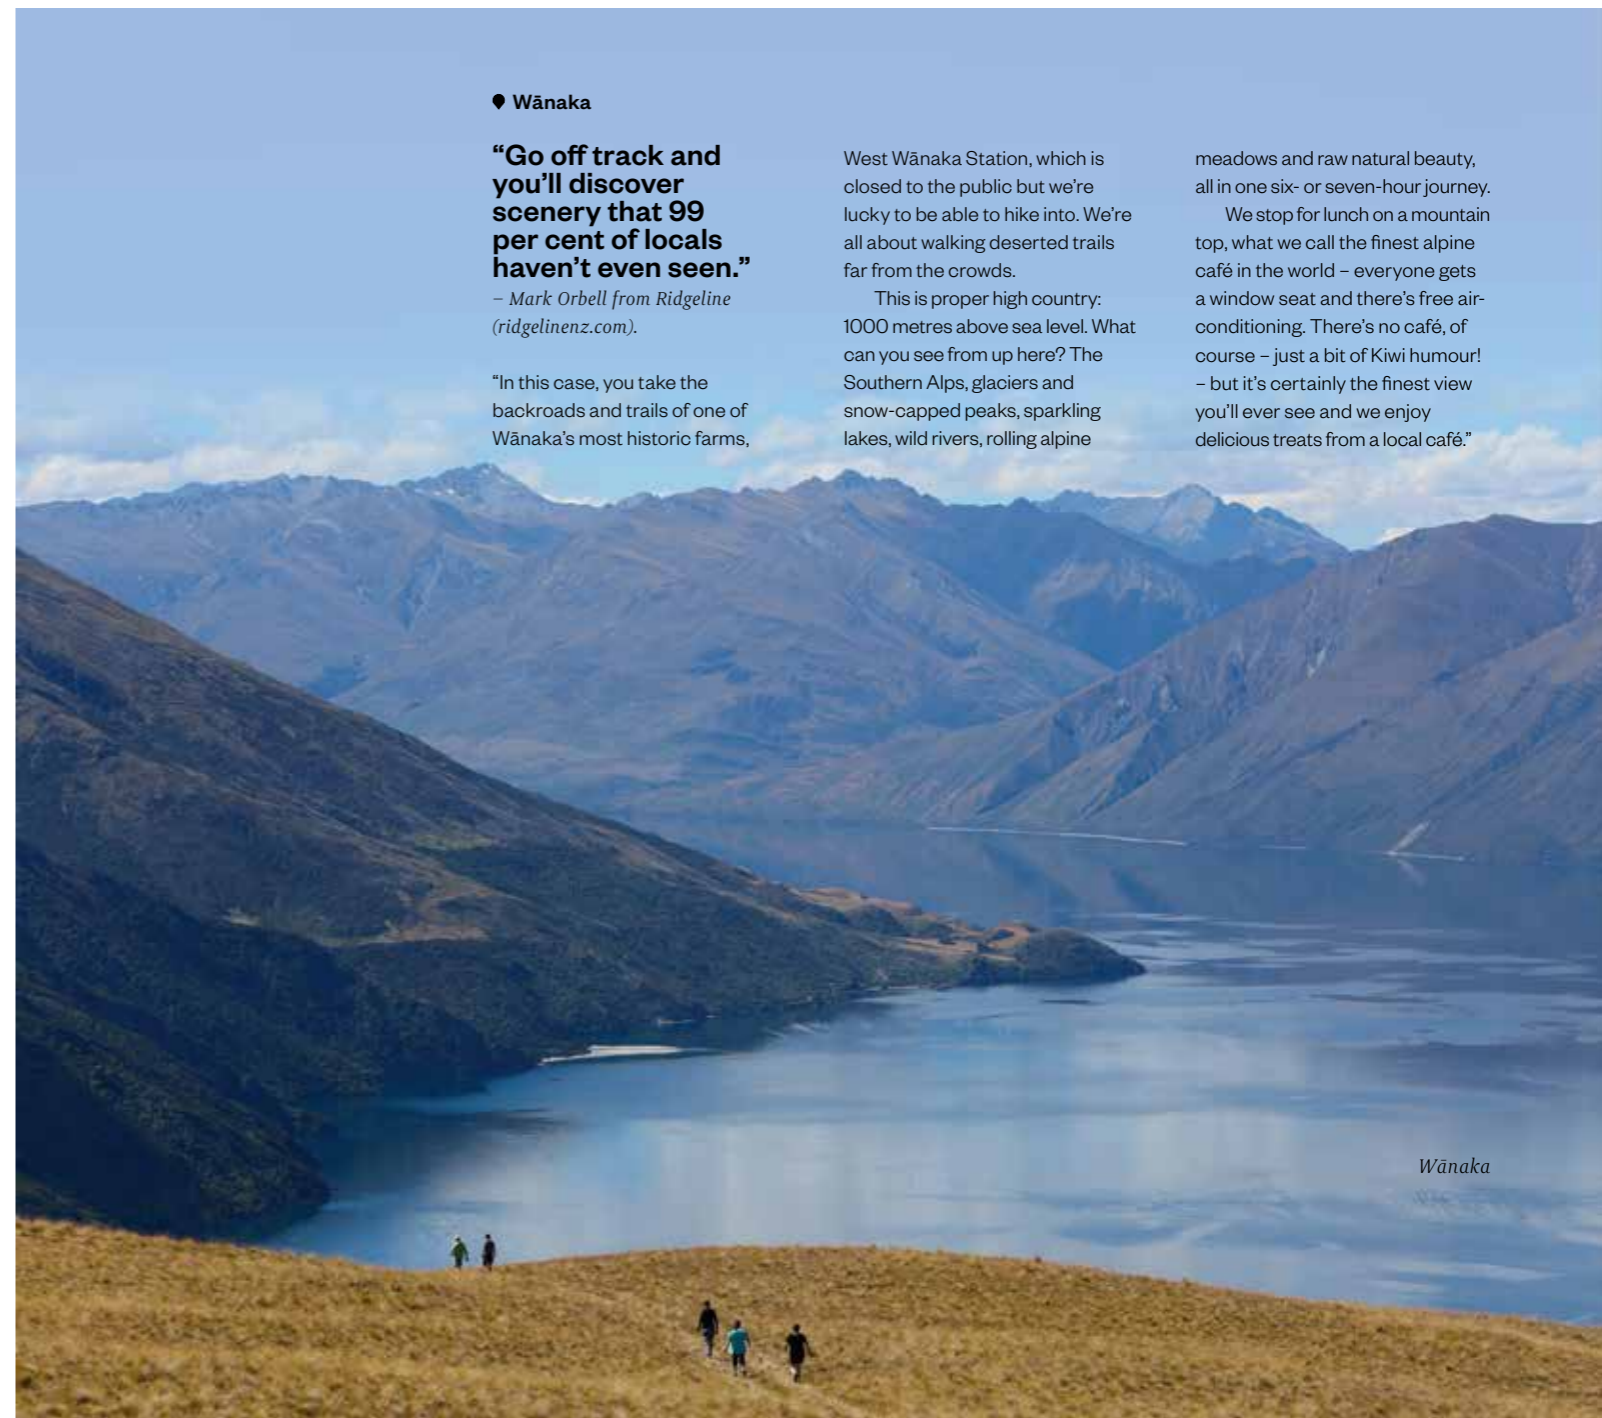 Wānaka
“Go off track and
you’ll discover
scenery that 99
per cent of locals
haven’t even seen.”
– Mark Orbell from Ridgeline
(ridgelinenz.com).
“In this case, you take the
backroads and trails of one of
Wānaka’s most historic farms,
West Wānaka Station, which is
closed to the public but we’re
lucky to be able to hike into. We’re
all about walking deserted trails
far from the crowds.
This is proper high country:
1000 metres above sea level. What
can you see from up here? The
Southern Alps, glaciers and
snow-capped peaks, sparkling
lakes, wild rivers, rolling alpine
meadows and raw natural beauty,
all in one six- or seven-hour journey.
We stop for lunch on a mountain
top, what we call the finest alpine
café in the world – everyone gets
a window seat and there’s free air-
conditioning. There’s no café, of
course – just a bit of Kiwi humour!
– but it’s certainly the finest view
you’ll ever see and we enjoy
delicious treats from a local café.”
Wānaka